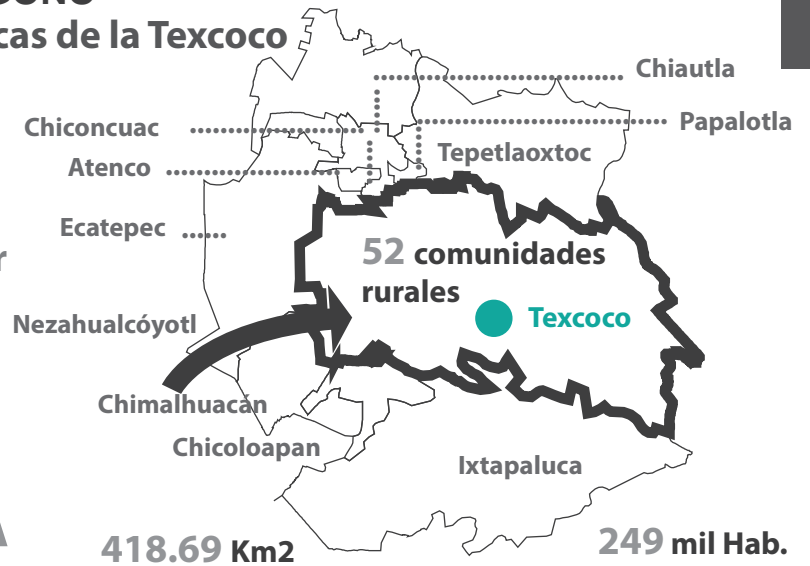 cas de la Texcoco
Chiautla
Chiconcuac
Papalotla
Atenco
Tepetlaoxtoc
Ecatepec
52 comunidades
rurales
Nezahualcóyotl
Texcoco
Chimalhuacán
Chicoloapan
Ixtapaluca
418.69 Km2
249 mil Hab.